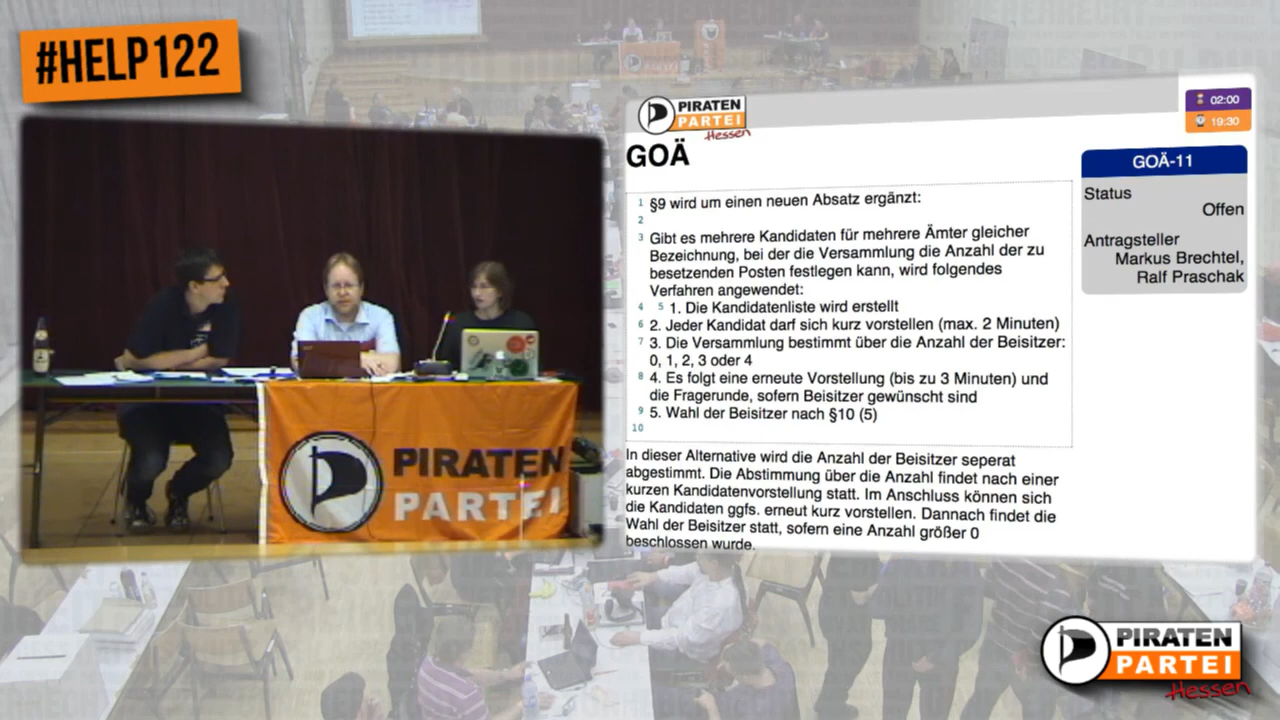 #HELP122
PIRATEN
PARTEI
Hessen
02:00
19:30
GOÄ
GOÄ-11
Status
Offen
Antragsteller
Markus Brechtel,
Ralf Praschak
1 §9 wird um einen neuen Absatz ergänzt:
2
3 Gibt es mehrere Kandidaten für mehrere Ämter gleicher
Bezeichnung, bei der die Versammlung die Anzahl der zu
besetzenden Posten festlegen kann, wird folgendes
Verfahren angewendet:
4 5 1. Die Kandidatenliste wird erstellt
6 2. Jeder Kandidat darf sich kurz vorstellen (max. 2 Minuten)
7 3. Die Versammlung bestimmt über die Anzahl der Beisitzer:
0, 1, 2, 3 oder 4
8 4. Es folgt eine erneute Vorstellung (bis zu 3 Minuten) und
die Fragerunde, sofern Beisitzer gewünscht sind
9 5. Wahl der Beisitzer nach §10 (5)
10
In dieser Alternative wird die Anzahl der Beisitzer seperat
abgestimmt. Die Abstimmung über die Anzahl findet nach einer
kurzen Kandidatenvorstellung statt. Im Anschluss können sich
die Kandidaten ggfs. erneut kurz vorstellen. Dannach findet die
Wahl der Beisitzer statt, sofern eine Anzahl größer 0
beschlossen wurde.
PIRATEN
PARTEI
PIRATEN
PARTEI
Hessen